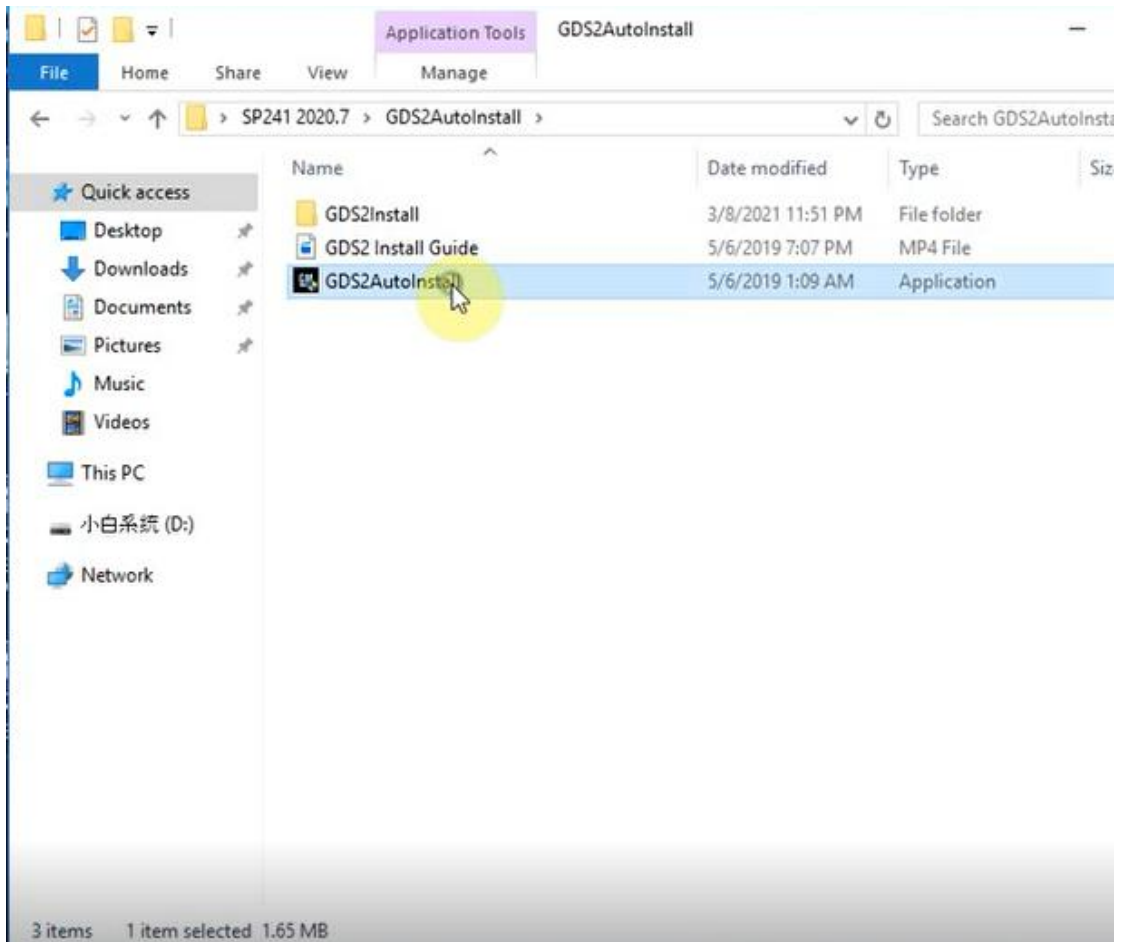 Application Tools GDS2AutoInstall
File Home Share View Manage
SP241 2020.7 GDS2AutoInstall Search GDS2AutoInsta
Name Date modified Type Siz
Quick access
GDS2Install 3/8/2021 11:51 PM File folder
Desktop
GDS2 Install Guide 5/6/2019 7:07 PM MP4 File
Downloads
GDS2AutoInstall 5/6/2019 1:09 AM Application
Documents
Pictures
Music
Videos
This PC
小白系统 (D:)
Network
3 items 1 item selected 1.65 MB